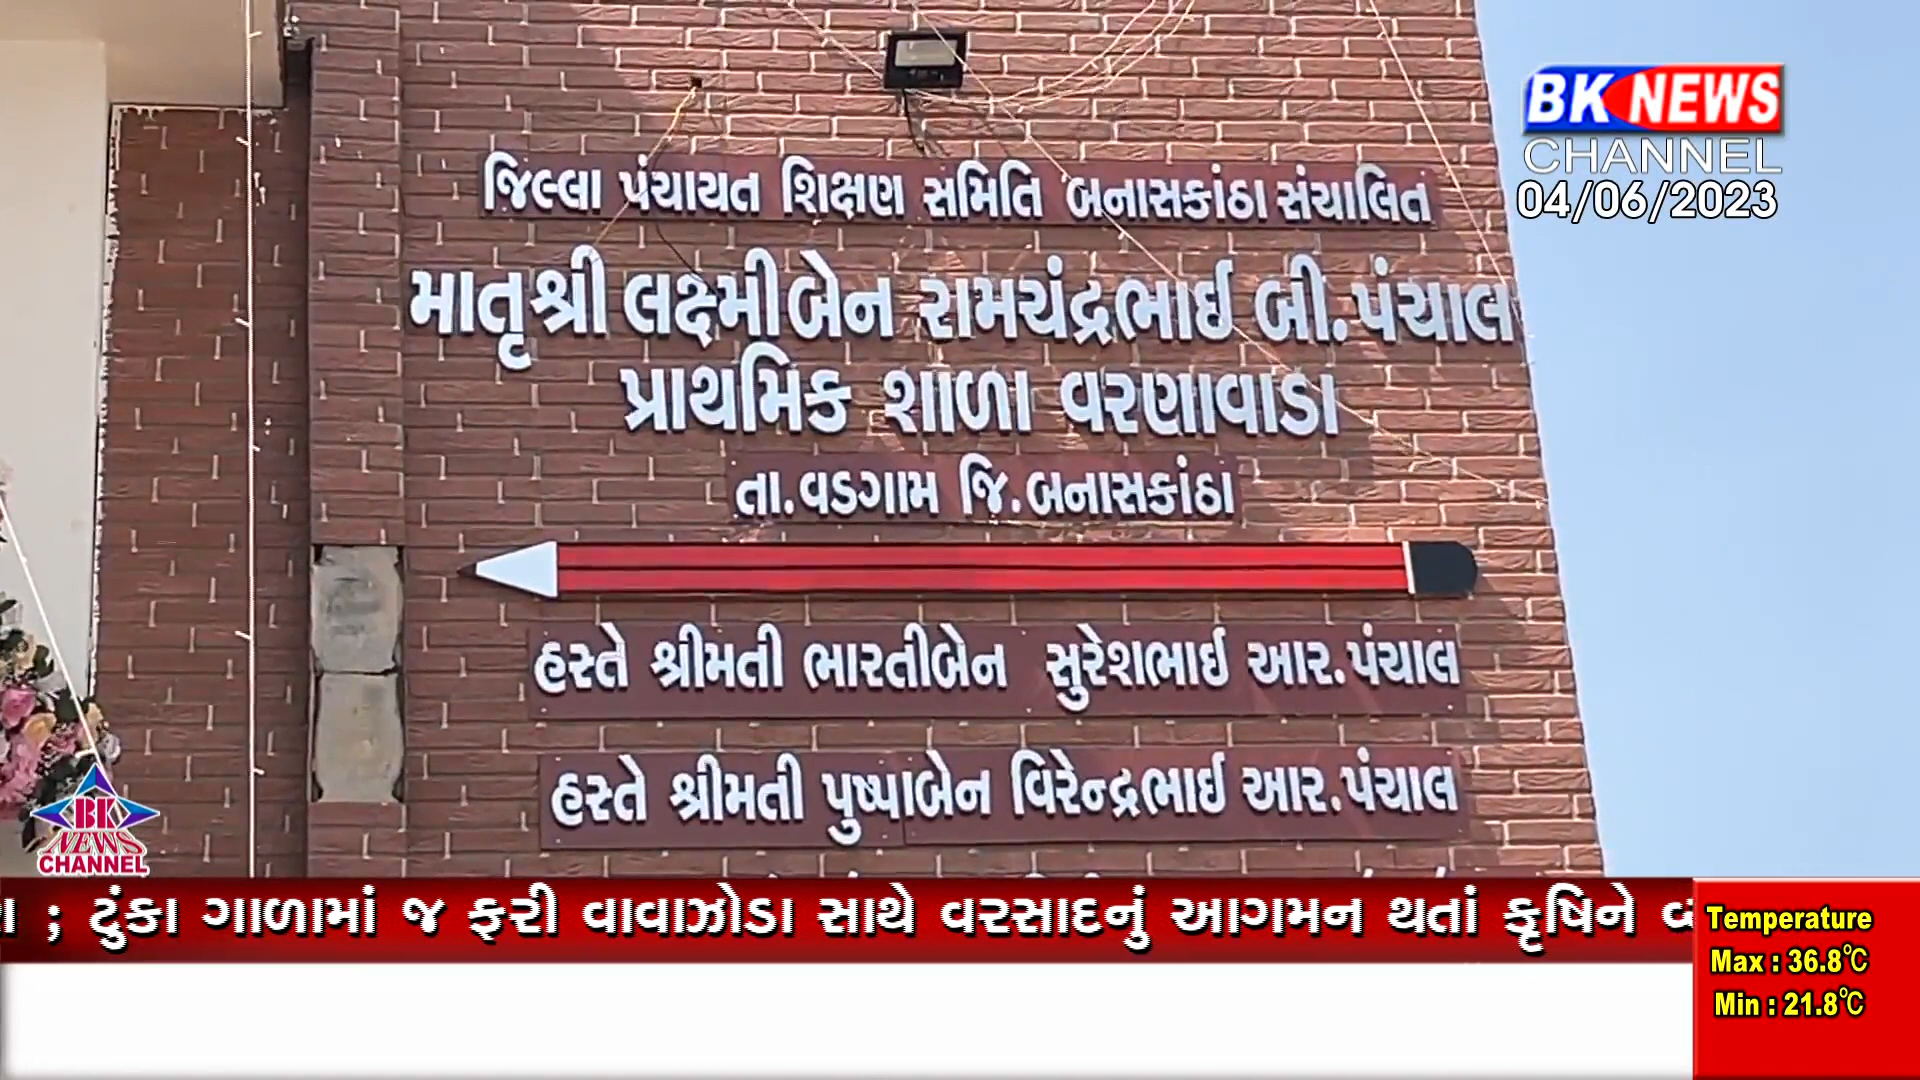 BK NEWS
CHANNEL
04/06/2023
જિલ્લા પંચાયત શિક્ષણ સમિતિ બનાસકાંઠા સંચાલિત
માતૃશ્રી લક્ષ્મીબેન રામચંદ્રભાઈ બી.પંચાલ
પ્રાથમિક શાળા વરણાવાડા
તા.વડગામ જિ.બનાસકાંઠા
હસ્તે શ્રીમતી ભારતીબેન સુરેશભાઈ આર.પંચાલ
હસ્તે શ્રીમતી પુષ્પાબેન વિરેન્દ્રભાઈ આર.પંચાલ
BK
NEWS
CHANNEL
; ટુંકા ગાળામાં જ ફરી વાવાઝોડા સાથે વરસાદનું આગમન થતાં કૃષિને
Temperature
Max : 36.8℃
Min : 21.8℃